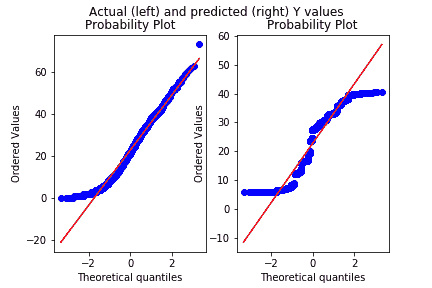 Actual (left) and predicted (right) Y values
Probability Plot
Probability Plot
Ordered Values
60
40
20
0
−20
−2
0
2
Theoretical quantiles
Ordered Values
60
50
40
30
20
10
0
−10
−2
0
2
Theoretical quantiles